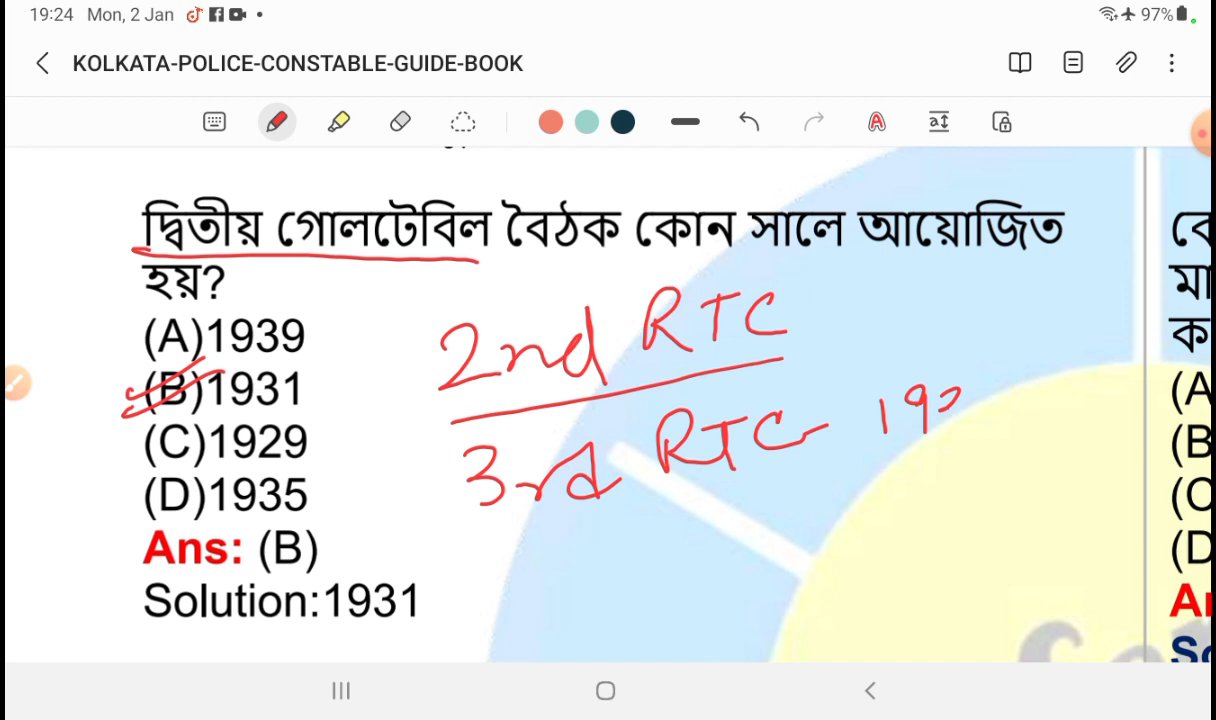 19:24 Mon, 2 Jan
97%
KOLKATA-POLICE-CONSTABLE-GUIDE-BOOK
দ্বিতীয় গোলটেবিল বৈঠক কোন সালে আয়োজিত
হয়?
(A)1939
(B)1931
(C)1929
(D)1935
Ans: (B)
Solution:1931
2nd RTC
3rd RTC
(A
(B
(D